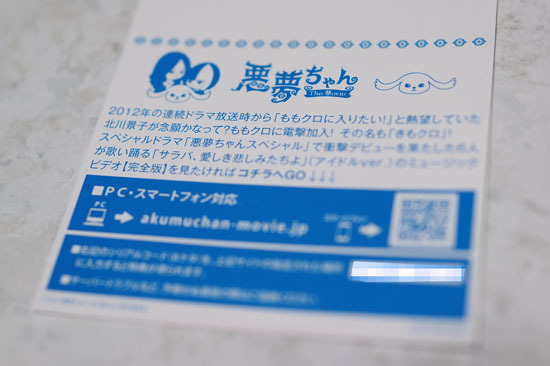 悪夢ちゃん
The 夢ovie
2012年の連続ドラマ放送時から「ももクロに入りたい!」と熱望していた
北川景子が念願かなって?ももクロに電撃加入! その名も「きもクロ」!
スペシャルドラマ「悪夢ちゃんスペシャル」で衝撃デビューを果たした6人
が歌い踊る「サラバ、愛しき悲しみたちよ」(アイドルver.)のミュージック
ビデオ【完全版】を見たければコチラへGO↓↓↓
■PC・スマートフォン対応
PC
akumuchan-movie.jp